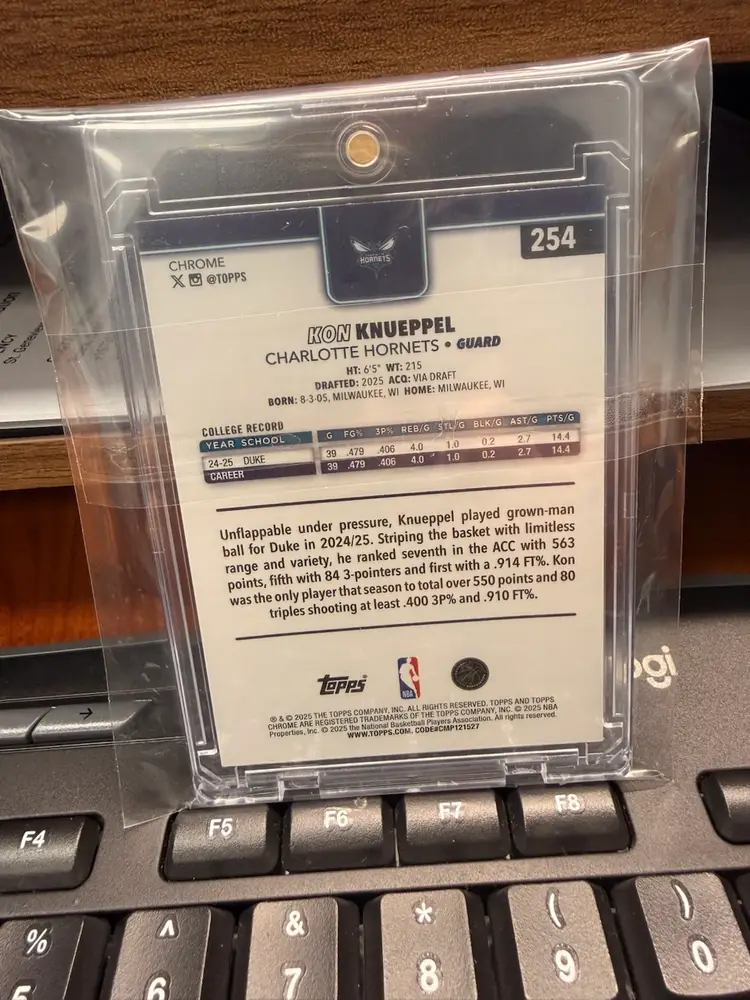 254
HORNETS
CHROME
@TOPPS
KON KNUEPPEL
CHARLOTTE HORNETS • GUARD
HT: 6'5" WT: 215
DRAFTED: 2025 ACQ: VIA DRAFT
BORN: 8-3-05, MILWAUKEE, WI HOME: MILWAUKEE, WI
COLLEGE RECORD
YEAR SCHOOL G FG% 3P% REB/G STL/G BLK/G AST/G PTS/G
24-25 DUKE 39 .479 .406 4.0 1.0 0.2 2.7 14.4
CAREER 39 .479 .406 4.0 1.0 0.2 2.7 14.4
Unflappable under pressure, Knueppel played grown-man
ball for Duke in 2024/25. Striping the basket with limitless
range and variety, he ranked seventh in the ACC with 563
points, fifth with 84 3-pointers and first with a .914 FT%. Kon
was the only player that season to total over 550 points and 80
triples shooting at least .400 3P% and .910 FT%.
Topps NBA
® & © 2025 THE TOPPS COMPANY, INC. ALL RIGHTS RESERVED. TOPPS AND TOPPS
CHROME ARE REGISTERED TRADEMARKS OF THE TOPPS COMPANY, INC. © 2025 NBA
Properties, Inc. © 2025 the National Basketball Players Association. All rights reserved.
WWW.TOPPS.COM. CODE#CMP121527
ogi
F4 F5 F6 F7 F8
% ^ & * ( )
5 6 7 8 9 0